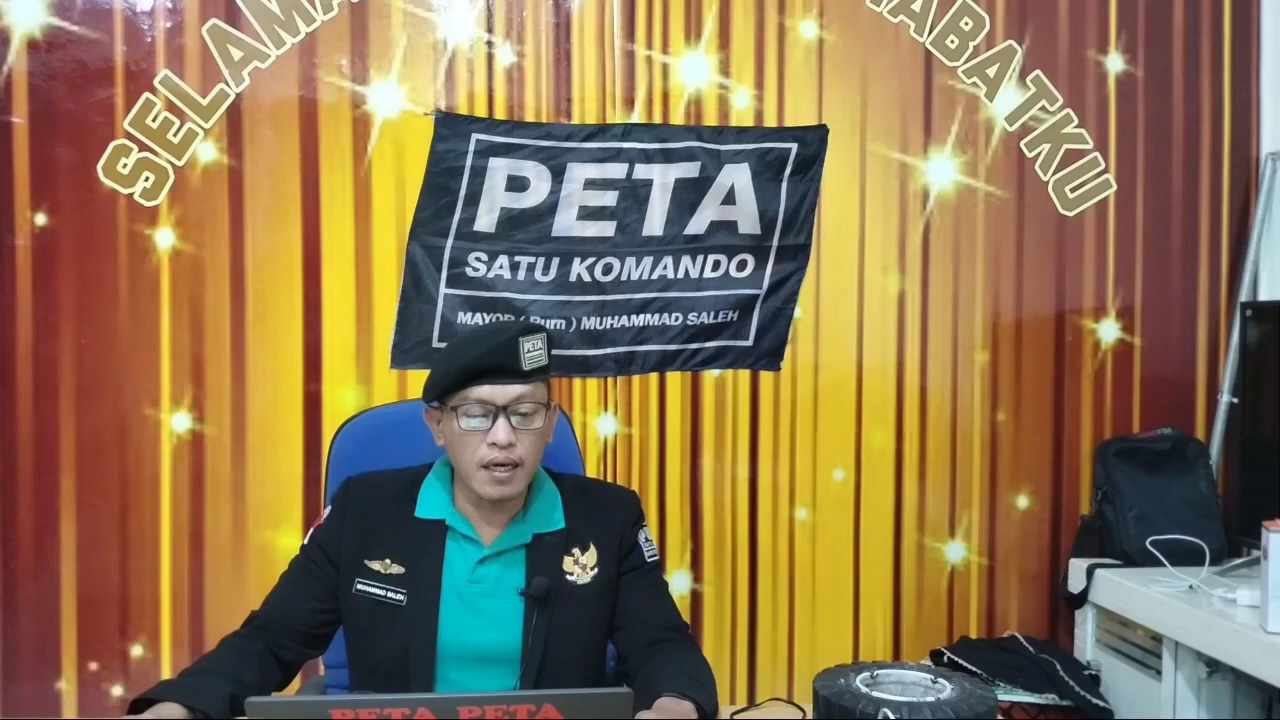 SELAMA
ABATKU
PETA
SATU KOMANDO
MAYOR ( Purn ) MUHAMMAD SALEH
PETA
MUHAMMAD SALEH
PETA PETA